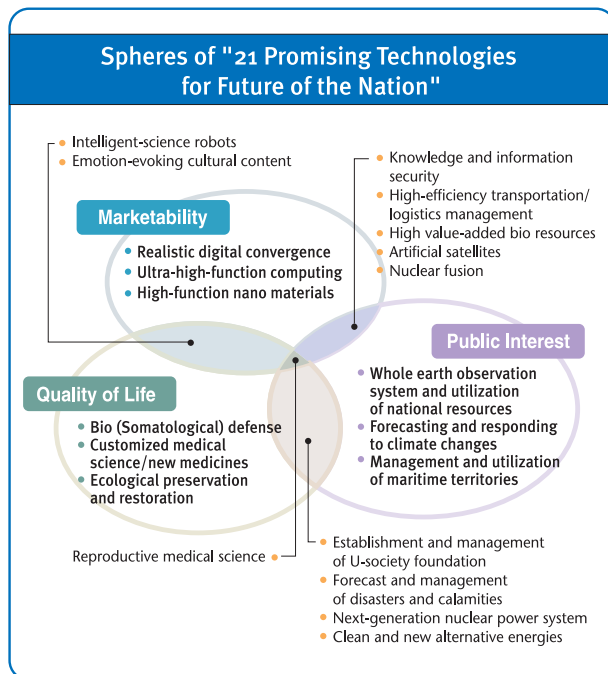 Spheres of "21 Promising Technologies
for Future of the Nation"
• Intelligent-science robots
• Emotion-evoking cultural content
• Knowledge and information
security
• High-efficiency transportation/
logistics management
• High value-added bio resources
• Artificial satellites
• Nuclear fusion
Marketability
• Realistic digital convergence
• Ultra-high-function computing
• High-function nano materials
Public Interest
• Whole earth observation
system and utilization
of national resources
• Forecasting and responding
to climate changes
• Management and utilization
of maritime territories
Quality of Life
• Bio (Somatological) defense
• Customized medical
science/new medicines
• Ecological preservation
and restoration
Reproductive medical science •
• Establishment and management
of U-society foundation
• Forecast and management
of disasters and calamities
• Next-generation nuclear power system
• Clean and new alternative energies